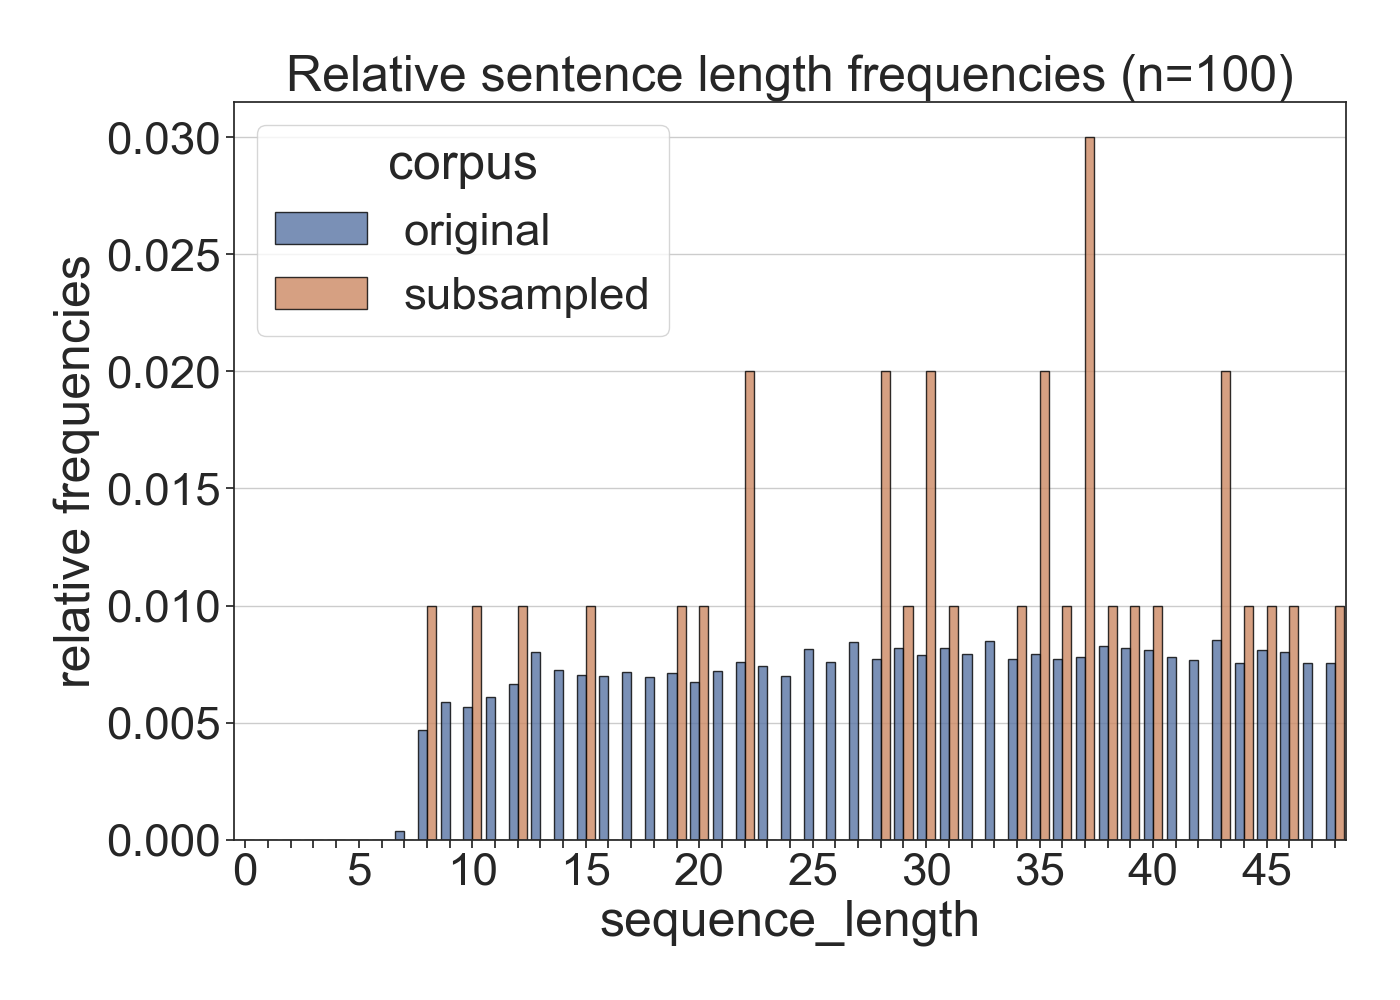 Relative sentence length frequencies (n=100)
corpus
original
subsampled
relative frequencies
0.030
0.025
0.020
0.015
0.010
0.005
0.000
0 5 10 15 20 25 30 35 40 45
sequence_length